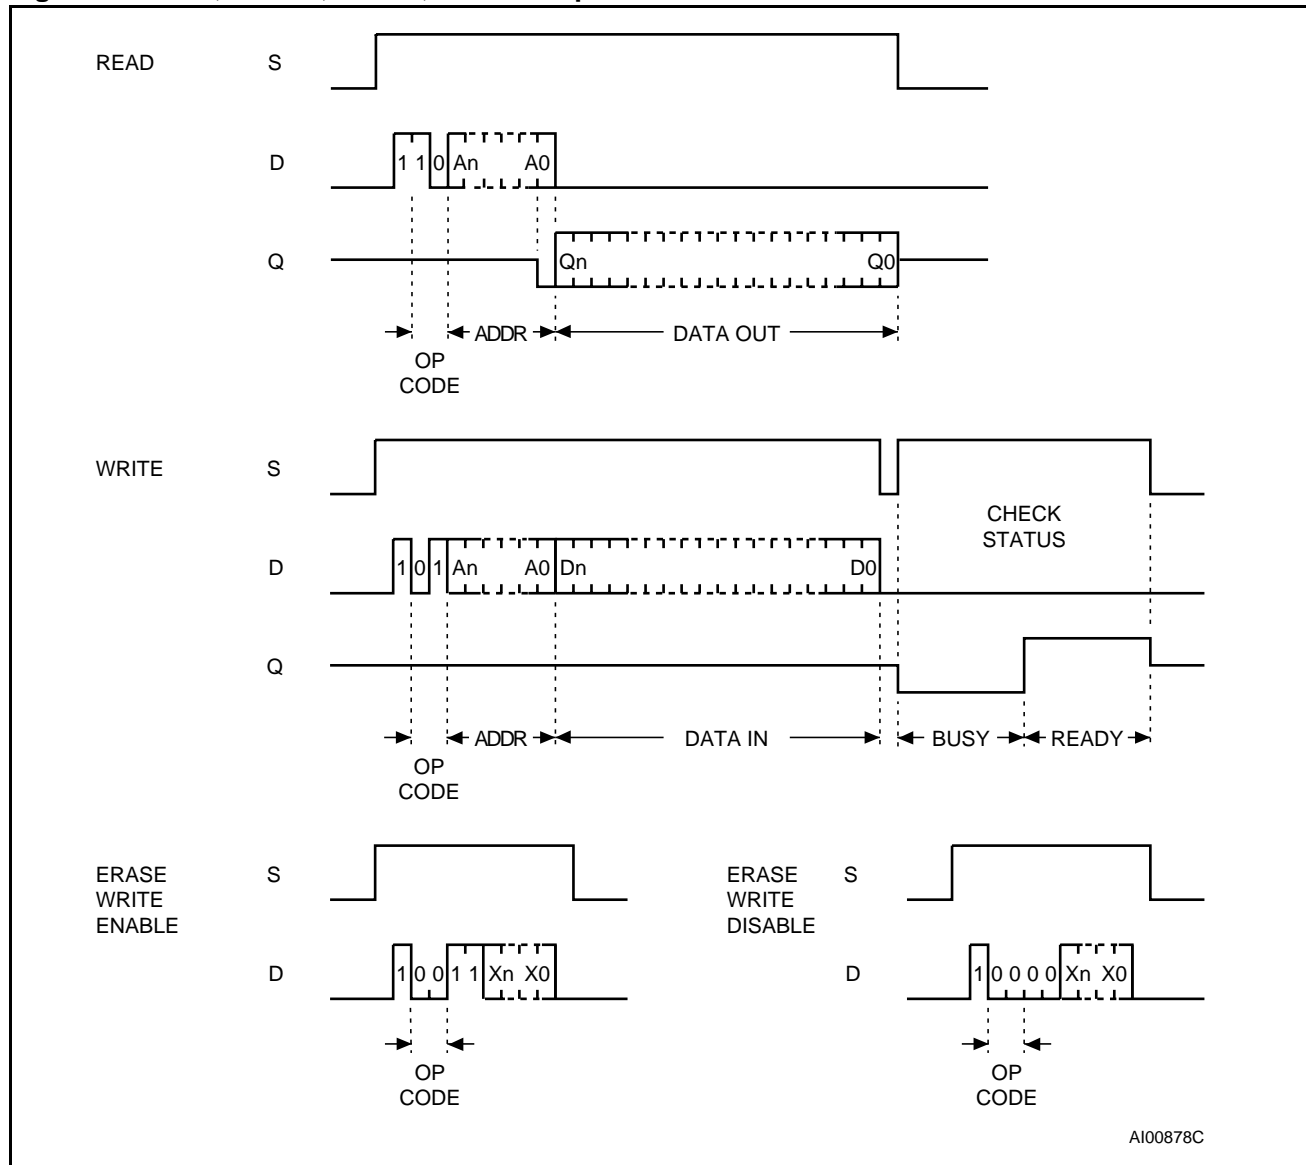 READ S
D 1 1 0 An A0
Q Qn Q0
ADDR DATA OUT
OP
CODE
WRITE S
CHECK
STATUS
D 1 0 1 An A0 Dn D0
Q
ADDR DATA IN BUSY READY
OP
CODE
ERASE S ERASE S
WRITE WRITE
ENABLE DISABLE
D 1 0 0 1 1 Xn X0 D 1 0 0 0 0 Xn X0
OP OP
CODE CODE
AI00878C